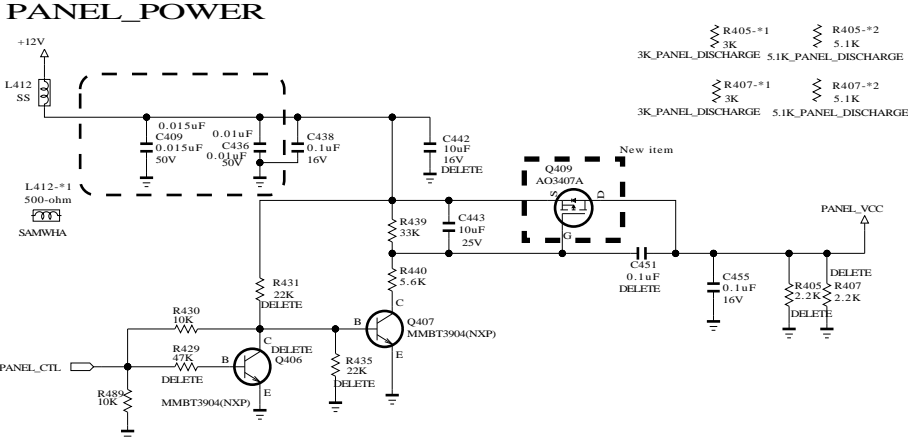 PANEL_POWER
+12V
L412
SS
0.015uF
C409
0.015uF
50V
0.01uF
C436
0.01uF
50V
C438
0.1uF
16V
C442
10uF
16V
DELETE
R405-*1
3K
3K_PANEL_DISCHARGE
R405-*2
5.1K
5.1K_PANEL_DISCHARGE
R407-*1
3K
3K_PANEL_DISCHARGE
R407-*2
5.1K
5.1K_PANEL_DISCHARGE
New item
Q409
AO3407A
S
D
G
L412-*1
500-ohm
SAMWHA
R439
33K
C443
10uF
25V
PANEL_VCC
R431
22K
DELETE
R440
5.6K
C451
0.1uF
DELETE
C455
0.1uF
16V
R405
2.2K
DELETE
DELETE
R407
2.2K
R430
10K
B
C
Q407
MMBT3904(NXP)
E
PANEL_CTL
R429
47K
DELETE
B
C
DELETE
Q406
E
MMBT3904(NXP)
R435
22K
DELETE
R489
10K